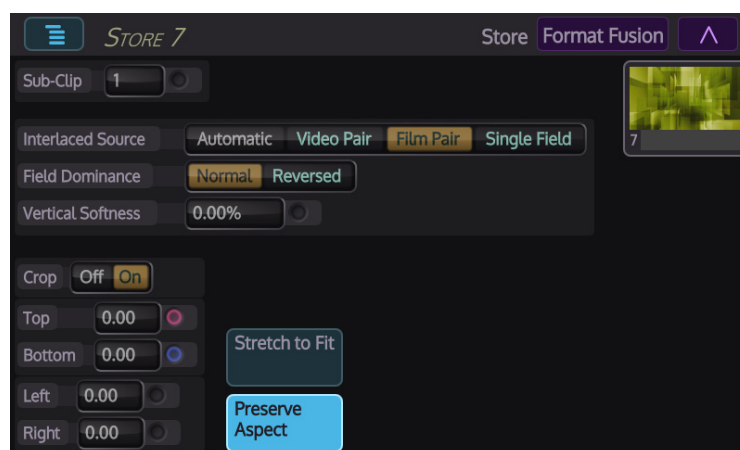 STORE 7 Store Format Fusion
Sub-Clip 1
7
Interlaced Source Automatic Video Pair Film Pair Single Field
Field Dominance Normal Reversed
Vertical Softness 0.00%
Crop Off On
Top 0.00
Bottom 0.00
Left 0.00
Right 0.00
Stretch to Fit
Preserve
Aspect